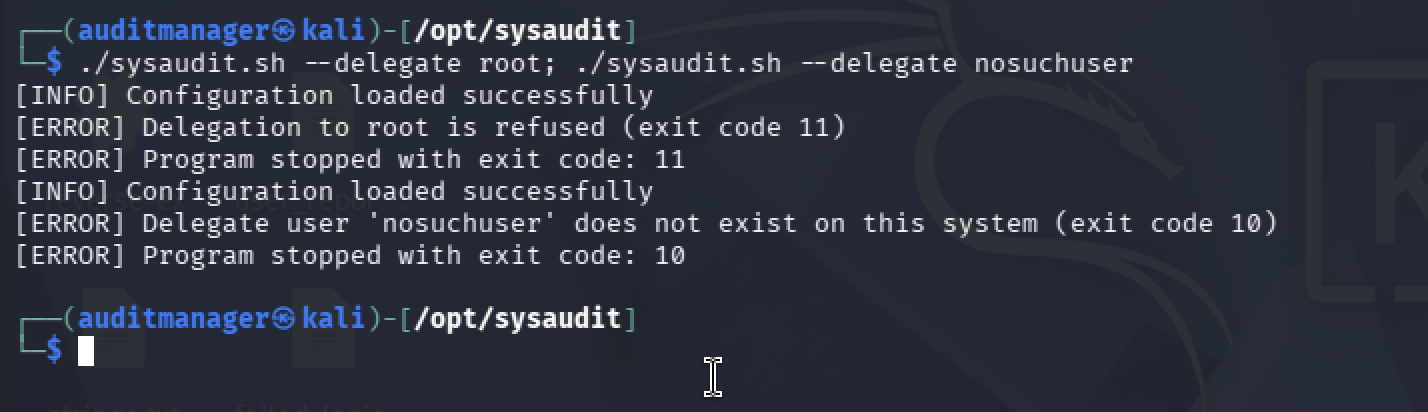 ┌──(auditmanager㉿kali)-[/opt/sysaudit]
└─$ ./sysaudit.sh --delegate root; ./sysaudit.sh --delegate nosuchuser
[INFO] Configuration loaded successfully
[ERROR] Delegation to root is refused (exit code 11)
[ERROR] Program stopped with exit code: 11
[INFO] Configuration loaded successfully
[ERROR] Delegate user 'nosuchuser' does not exist on this system (exit code 10)
[ERROR] Program stopped with exit code: 10
┌──(auditmanager㉿kali)-[/opt/sysaudit]
└─$